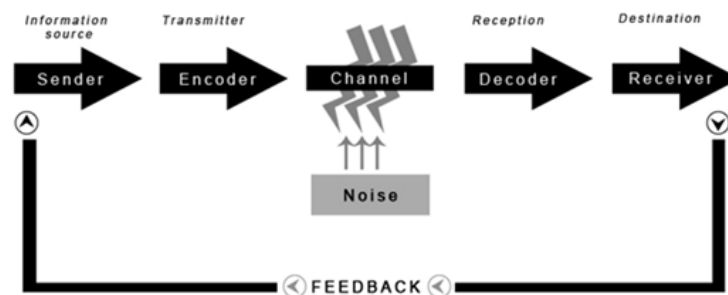 Information
source
Transmitter
Reception
Destination
Sender
Encoder
Channel
Decoder
Receiver
Noise
FEEDBACK